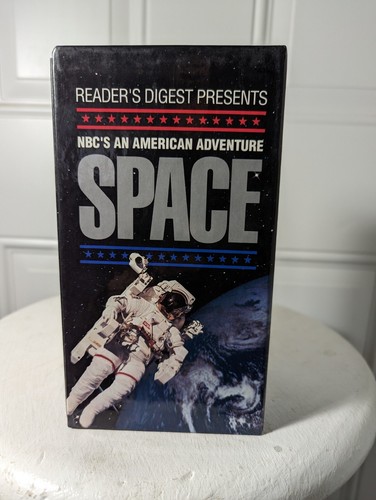 READER'S DIGEST PRESENTS
NBC'S AN AMERICAN ADVENTURE
SPACE